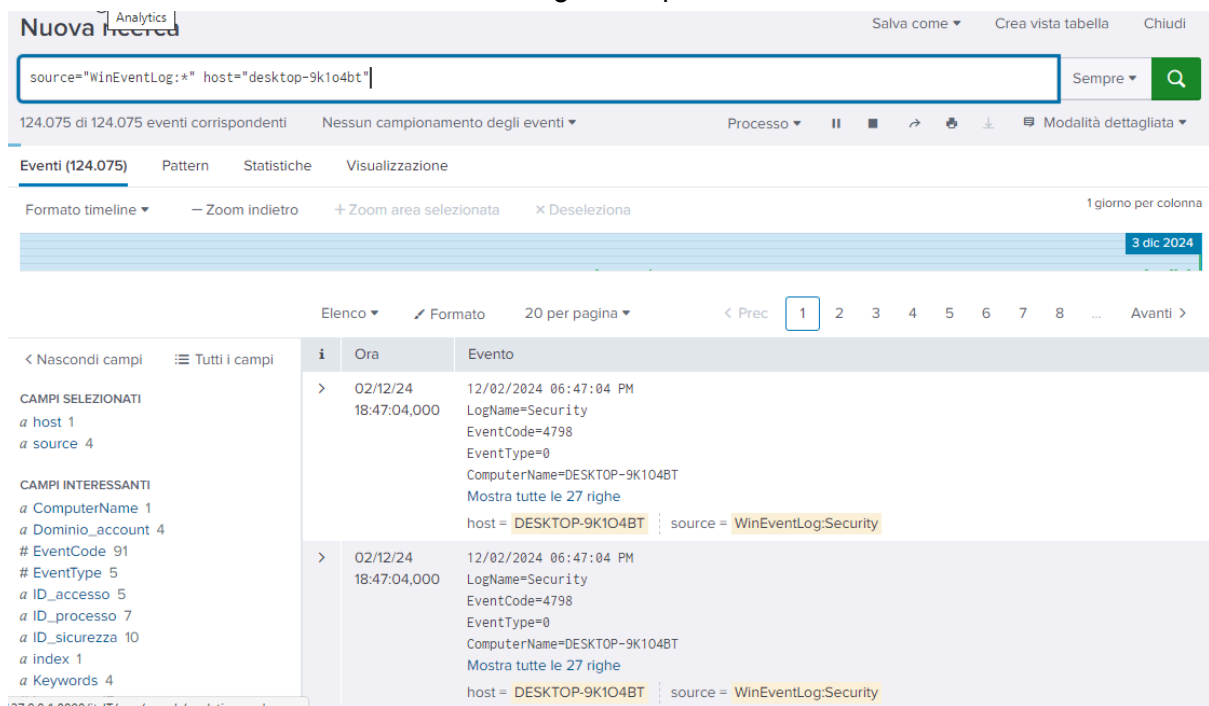 Analytics
Nuova ricerca
Salva come Crea vista tabella Chiudi
source="WinEventLog:*" host="desktop-9k1o4bt"
Sempre
124.075 di 124.075 eventi corrispondenti Nessun campionamento degli eventi Processo Modalità dettagliata
Eventi (124.075) Pattern Statistiche Visualizzazione
Formato timeline — Zoom indietro + Zoom area selezionata × Deseleziona 1 giorno per colonna
3 dic 2024
Elenco Formato 20 per pagina < Prec 1 2 3 4 5 6 7 8 ... Avanti >
< Nascondi campi Tutti i campi
i Ora Evento
CAMPI SELEZIONATI
a host 1
a source 4
CAMPI INTERESSANTI
a ComputerName 1
a Dominio_account 4
# EventCode 91
# EventType 5
a ID_accesso 5
a ID_processo 7
a ID_sicurezza 10
a index 1
a Keywords 4
> 02/12/24 12/02/2024 06:47:04 PM
18:47:04,000 LogName=Security
EventCode=4798
EventType=0
ComputerName=DESKTOP-9K1O4BT
Mostra tutte le 27 righe
host = DESKTOP-9K1O4BT source = WinEventLog:Security
> 02/12/24 12/02/2024 06:47:04 PM
18:47:04,000 LogName=Security
EventCode=4798
EventType=0
ComputerName=DESKTOP-9K1O4BT
Mostra tutte le 27 righe
host = DESKTOP-9K1O4BT source = WinEventLog:Security